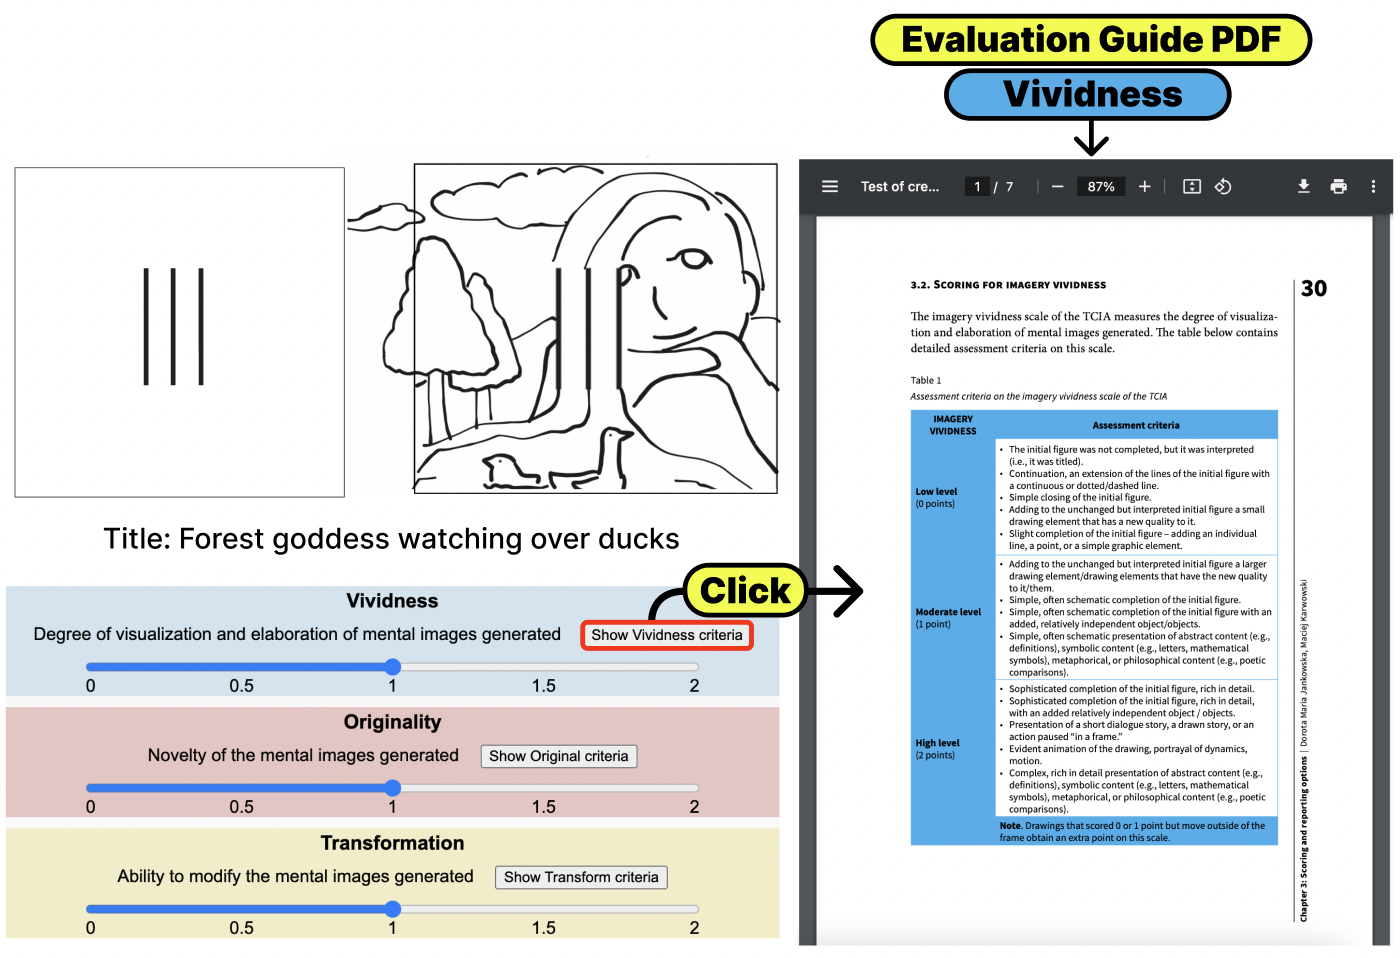 Evaluation Guide PDF
Vividness
Test of cre...
1 / 7
87%
3.2. SCORING FOR IMAGERY VIVIDNESS
30
The imagery vividness scale of the TCIA measures the degree of visualiza-
tion and elaboration of mental images generated. The table below contains
detailed assessment criteria on this scale.
Table 1
Assessment criteria on the imagery vividness scale of the TCIA
IMAGERY
VIVIDNESS
Assessment criteria
Low level
(0 points)
• The initial figure was not completed, but it was interpreted
(i.e., it was titled).
• Continuation, an extension of the lines of the initial figure with
a continuous or dotted/dashed line.
• Simple closing of the initial figure.
• Adding to the unchanged but interpreted initial figure a small
drawing element that has a new quality to it.
• Slight completion of the initial figure – adding an individual
line, a point, or a simple graphic element.
Moderate level
(1 point)
• Adding to the unchanged but interpreted initial figure a larger
drawing element/drawing elements that have the new quality
to it/them.
• Simple, often schematic completion of the initial figure.
• Simple, often schematic completion of the initial figure with an
added, relatively independent object/objects.
• Simple, often schematic presentation of abstract content (e.g.,
definitions), symbolic content (e.g., letters, mathematical
symbols), metaphorical, or philosophical content (e.g., poetic
comparisons).
High level
(2 points)
• Sophisticated completion of the initial figure, rich in detail.
• Sophisticated completion of the initial figure, rich in detail,
with an added relatively independent object / objects.
• Presentation of a short dialogue story, a drawn story, or an
action paused “in a frame.”
• Evident animation of the drawing, portrayal of dynamics,
motion.
• Complex, rich in detail presentation of abstract content (e.g.,
definitions), symbolic content (e.g., letters, mathematical
symbols), metaphorical, or philosophical content (e.g., poetic
comparisons).
Note. Drawings that scored 0 or 1 point but move outside of the
frame obtain an extra point on this scale.
Chapter 3: Scoring and reporting options | Dorota Maria Jankowska, Maciej Karwowski
Title: Forest goddess watching over ducks
Click
Vividness
Degree of visualization and elaboration of mental images generated
Show Vividness criteria
0 0.5 1 1.5 2
Originality
Novelty of the mental images generated
Show Original criteria
0 0.5 1 1.5 2
Transformation
Ability to modify the mental images generated
Show Transform criteria
0 0.5 1 1.5 2